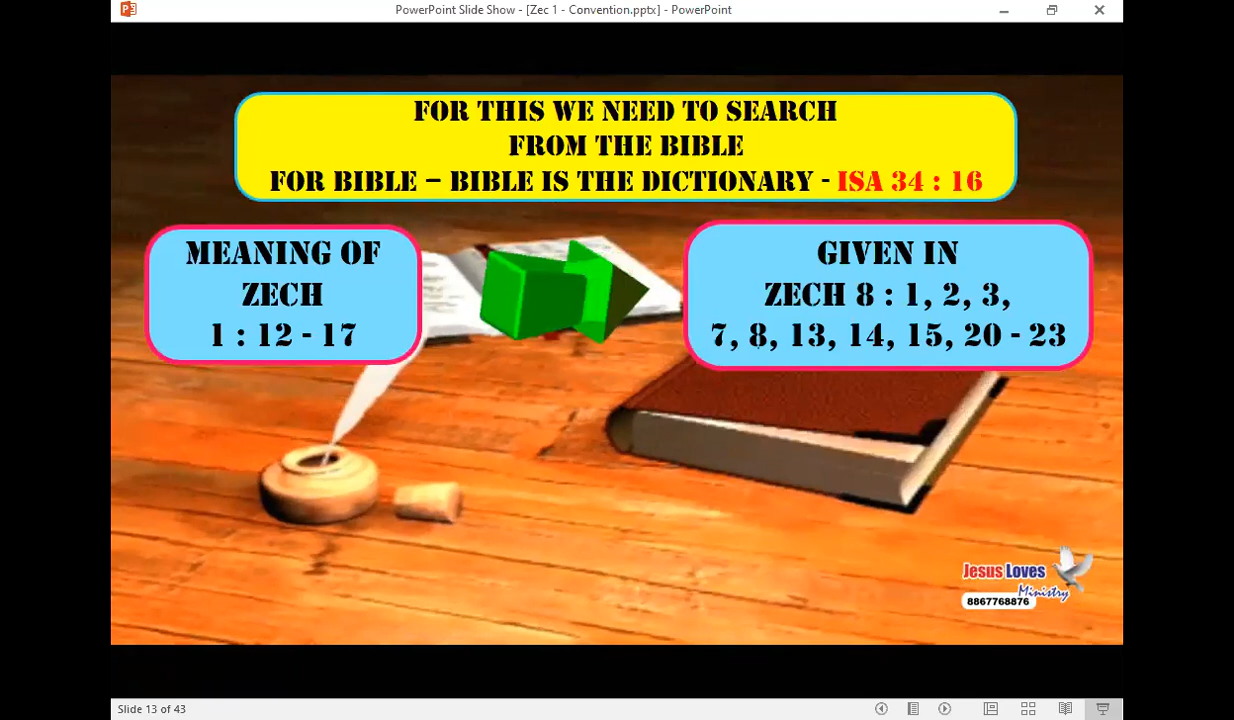 PowerPoint Slide Show - [Zec 1 - Convention.pptx] - PowerPoint
FOR THIS WE NEED TO SEARCH
FROM THE BIBLE
FOR BIBLE – BIBLE IS THE DICTIONARY - ISA 34 : 16
MEANING OF
ZECH
1 : 12 - 17
GIVEN IN
ZECH 8 : 1, 2, 3,
7, 8, 13, 14, 15, 20 - 23
Jesus Loves
Ministry
8867768876
Slide 13 of 43